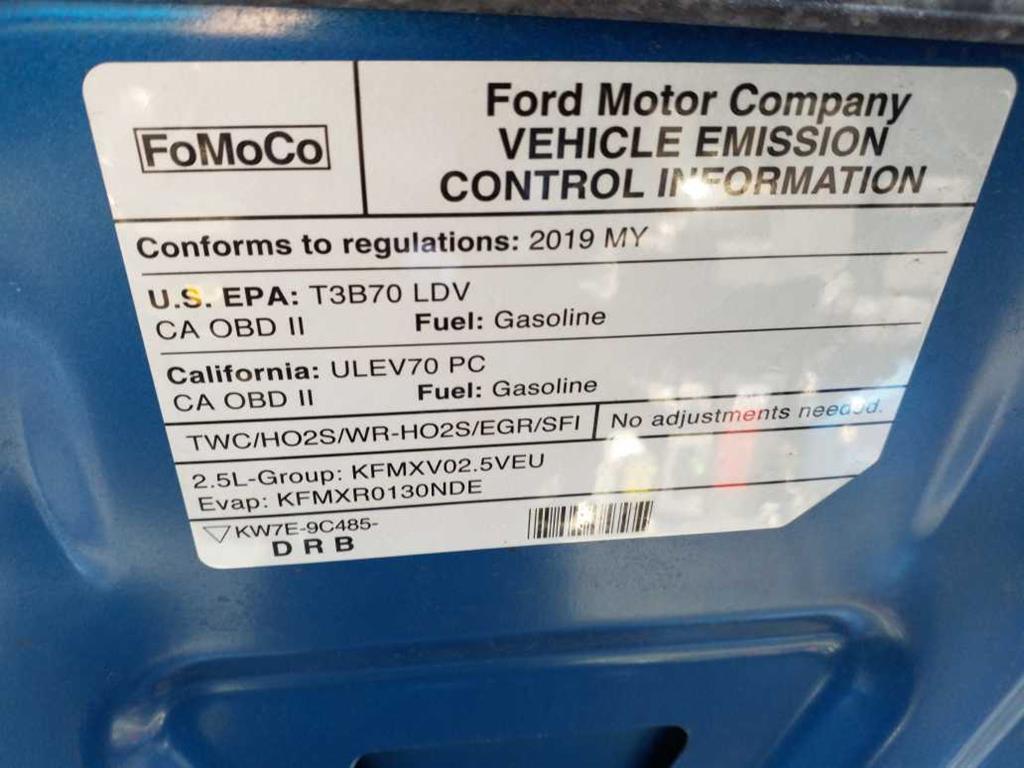 FoMoCo
Ford Motor Company
VEHICLE EMISSION
CONTROL INFORMATION
Conforms to regulations: 2019 MY
U.S. EPA: T3B70 LDV
CA OBD II Fuel: Gasoline
California: ULEV70 PC
CA OBD II Fuel: Gasoline
TWC/HO2S/WR-HO2S/EGR/SFI No adjustments needed.
2.5L-Group: KFMXV02.5VEU
Evap: KFMXR0130NDE
KW7E-9C485-
D R B